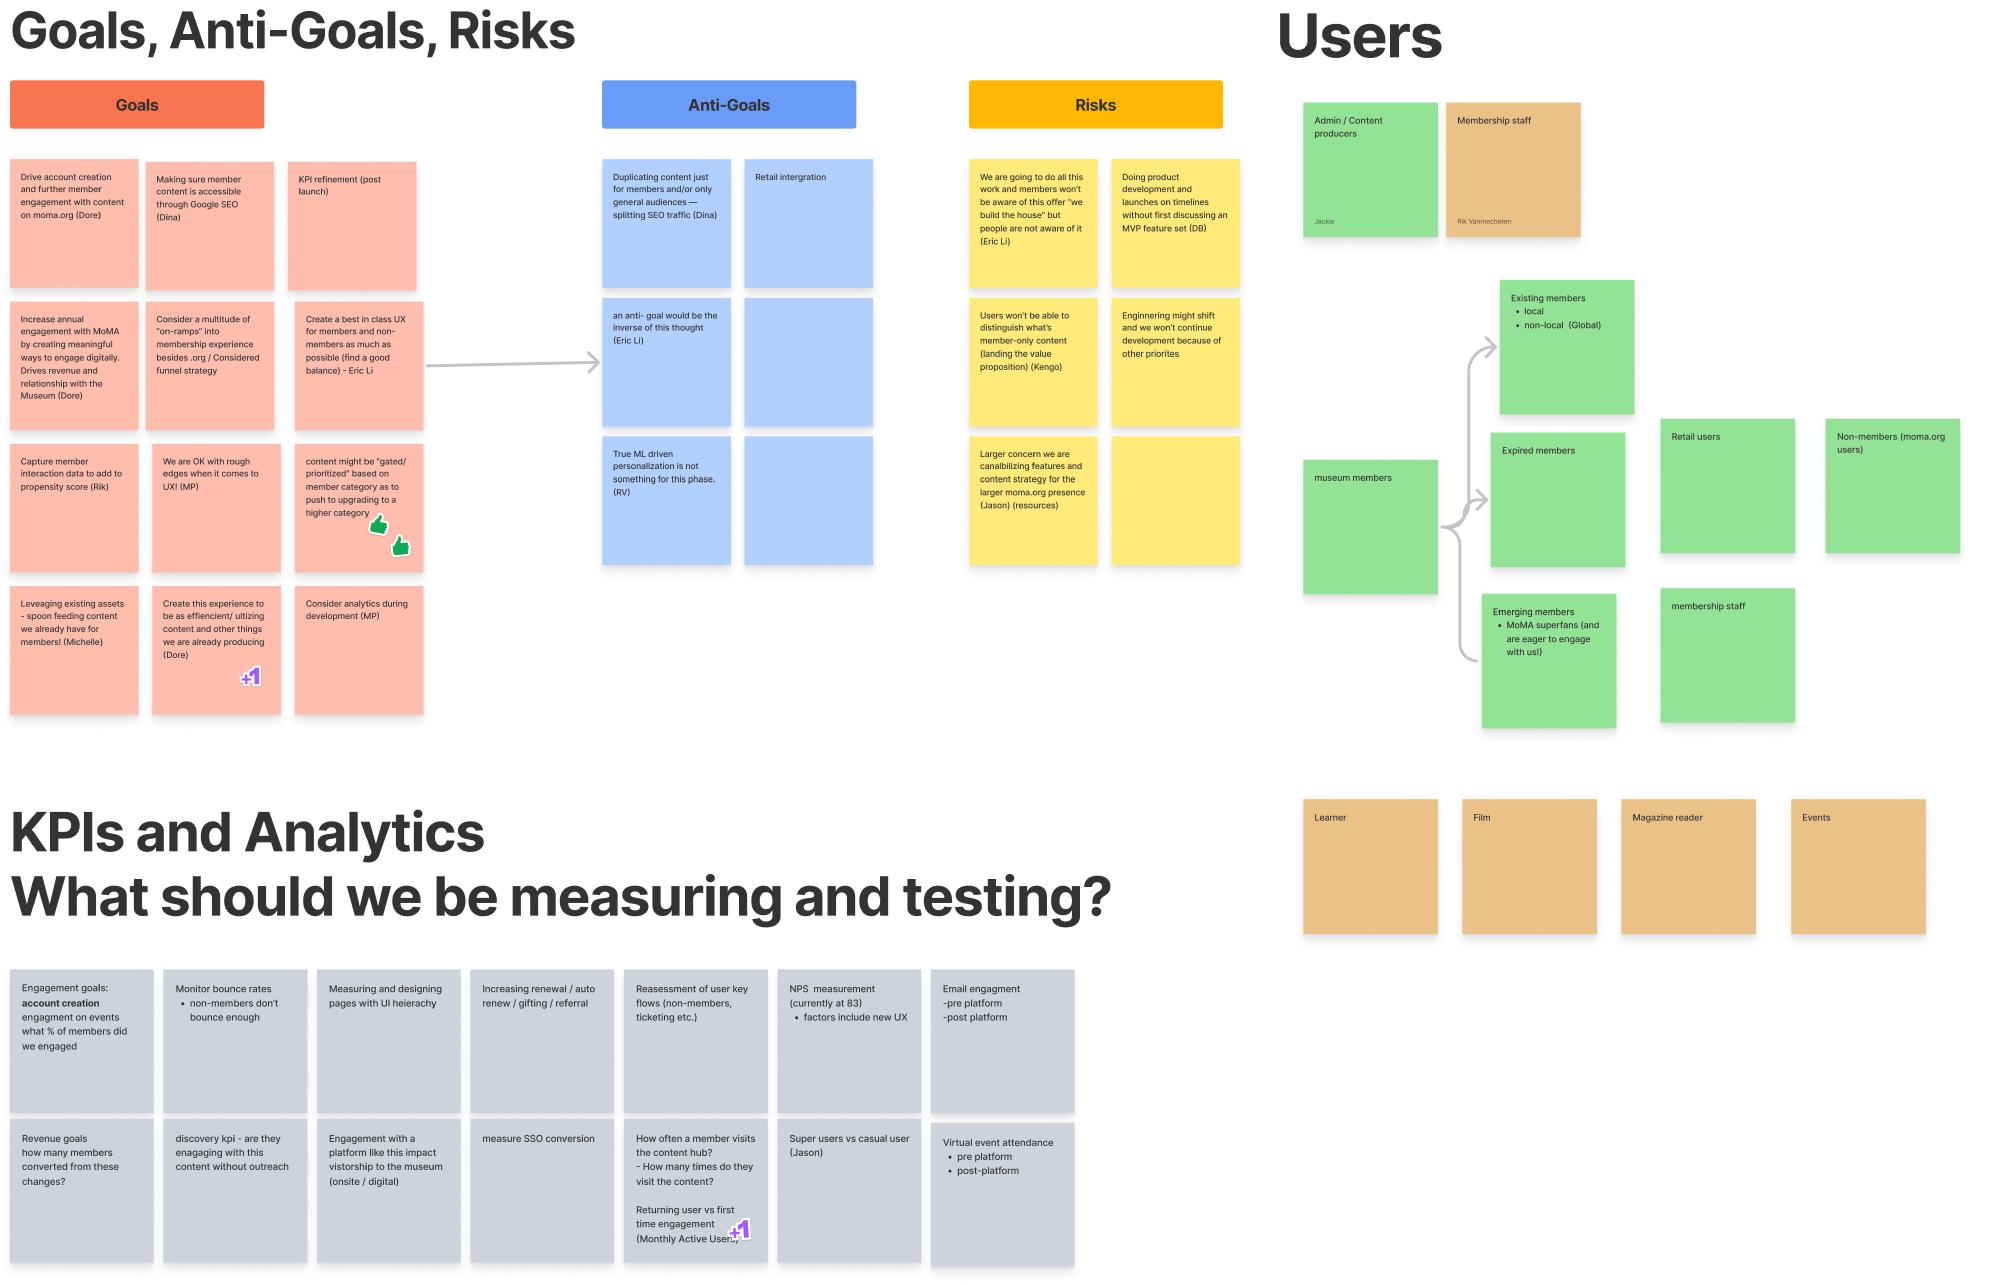 Goals, Anti-Goals, Risks
Goals
Drive account creation
and further member
engagement with content
on moma.org (Dore)
Making sure member
content is accessible
through Google SEO
(Dina)
KPI refinement (post
launch)
Increase annual
engagement with MoMA
by creating meaningful
ways to engage digitally.
Drives revenue and
relationship with the
Museum (Dore)
Consider a multitude of
"on-ramps" into
membership experience
besides .org / Considered
funnel strategy
Create a best in class UX
for members and non-
members as much as
possible (find a good
balance) - Eric Li
Capture member
interaction data to add to
propensity score (Rik)
We are OK with rough
edges when it comes to
UX! (MP)
content might be "gated/
prioritized" based on
member category as to
push to upgrading to a
higher category
Leveaging existing assets
- spoon feeding content
we already have for
members! (Michelle)
Create this experience to
be as effiencient/ ultizing
content and other things
we are already producing
(Dore)
+1
Consider analytics during
development (MP)
Anti-Goals
Duplicating content just
for members and/or only
general audiences —
splitting SEO traffic (Dina)
Retail intergration
an anti- goal would be the
inverse of this thought
(Eric Li)
True ML driven
personalization is not
something for this phase.
(RV)
Risks
We are going to do all this
work and members won't
be aware of this offer "we
build the house" but
people are not aware of it
(Eric Li)
Doing product
development and
launches on timelines
without first discussing an
MVP feature set (DB)
Users won't be able to
distinguish what's
member-only content
(landing the value
proposition) (Kengo)
Enginnering might shift
and we won't continue
development because of
other priorites
Larger concern we are
canalbilizing features and
content strategy for the
larger moma.org presence
(Jason) (resources)
Users
Admin / Content
producers
Jackie
Membership staff
Rik Vanmechelen
museum members
Existing members
• local
• non-local (Global)
Expired members
Emerging members
• MoMA superfans (and
are eager to engage
with us!)
Retail users
Non-members (moma.org
users)
membership staff
Learner
Film
Magazine reader
Events
KPIs and Analytics
What should we be measuring and testing?
Engagement goals:
account creation
engagment on events
what % of members did
we engaged
Monitor bounce rates
• non-members don't
bounce enough
Measuring and designing
pages with UI heierachy
Increasing renewal / auto
renew / gifting / referral
Reasessment of user key
flows (non-members,
ticketing etc.)
NPS measurement
(currently at 83)
• factors include new UX
Email engagment
-pre platform
-post platform
Revenue goals
how many members
converted from these
changes?
discovery kpi - are they
enagaging with this
content without outreach
Engagement with a
platform like this impact
vistorship to the museum
(onsite / digital)
measure SSO conversion
How often a member visits
the content hub?
- How many times do they
visit the content?
Returning user vs first
time engagement
(Monthly Active Users)
+1
Super users vs casual user
(Jason)
Virtual event attendance
• pre platform
• post-platform